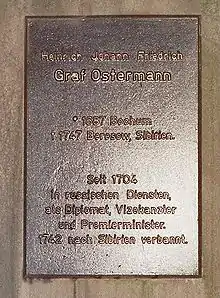 Heinrich Johann Friedrich
Graf Ostermann
* 1687 Bochum
† 1747 Beresow, Sibirien.
Seit 1704
in russischen Diensten,
als Diplomat, Vizekanzler
und Premierminister.
1742 nach Sibirien verbannt.